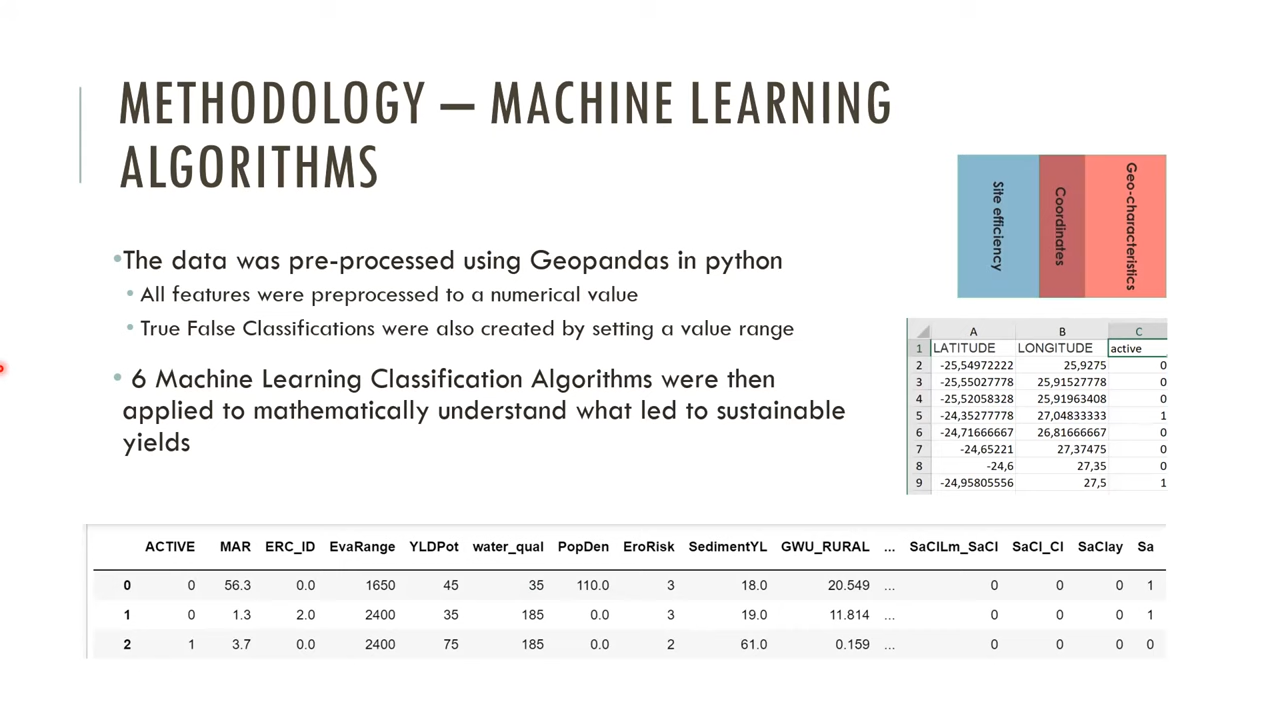 METHODOLOGY – MACHINE LEARNING
ALGORITHMS
•The data was pre-processed using Geopandas in python
• All features were preprocessed to a numerical value
• True False Classifications were also created by setting a value range
• 6 Machine Learning Classification Algorithms were then
applied to mathematically understand what led to sustainable
yields
Site efficiency
Coordinates
Geo-characteristics
A B C
1 LATITUDE LONGITUDE active
2 -25,54972222 25,9275 0
3 -25,55027778 25,91527778 0
4 -25,52058328 25,91963408 0
5 -24,35277778 27,04833333 1
6 -24,71666667 26,81666667 0
7 -24,65221 27,37475 0
8 -24,6 27,35 0
9 -24,95805556 27,5 1
ACTIVE MAR ERC_ID EvaRange YLDPot water_qual PopDen EroRisk SedimentYL GWU_RURAL ... SaClLm_SaCl SaCl_Cl SaClay Sa
0 0 56.3 0.0 1650 45 35 110.0 3 18.0 20.549 ... 0 0 0 1
1 0 1.3 2.0 2400 35 185 0.0 3 19.0 11.814 ... 0 0 0 1
2 1 3.7 0.0 2400 75 185 0.0 2 61.0 0.159 ... 0 0 0 0